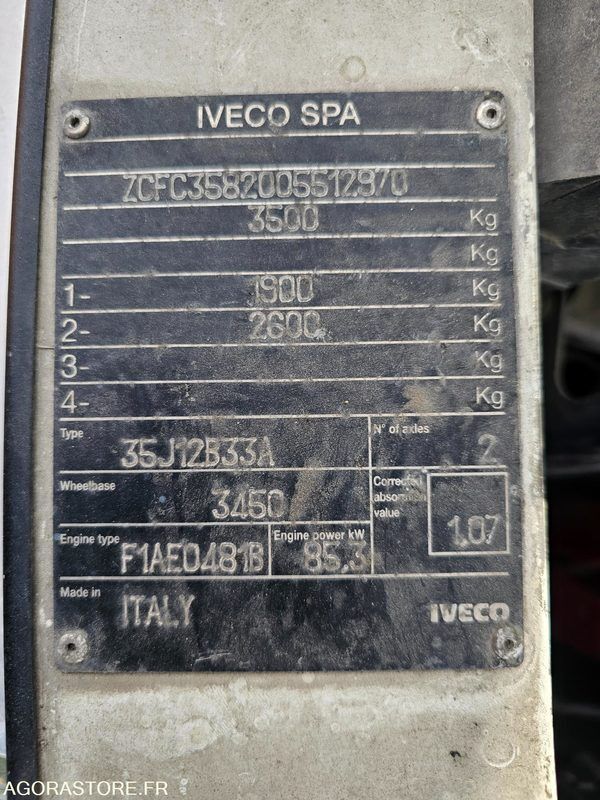 IVECO SPA
ZCFC3582005512970
3500 Kg
Kg
1- 1900 Kg
2- 2600 Kg
3- Kg
4- Kg
Type 35J12B33A
N° of axles 2
Wheelbase 3450
Corrected absorption value 1.07
Engine type F1AE0481B
Engine power kW 85,3
Made in ITALY
IVECO
AGORASTORE.FR